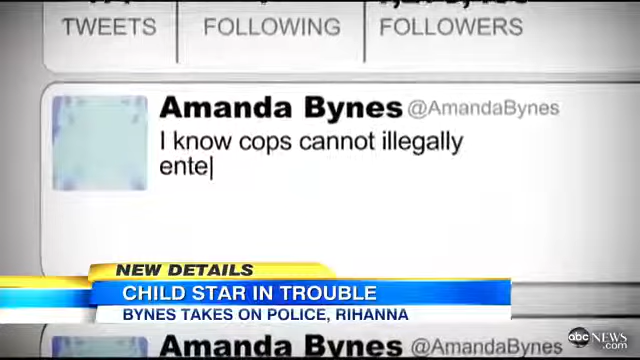 TWEETS FOLLOWING FOLLOWERS
Amanda Bynes @AmandaBynes
I know cops cannot illegally
ente
NEW DETAILS
CHILD STAR IN TROUBLE
BYNES TAKES ON POLICE, RIHANNA
abc NEWS
.com
Amanda Bynes @AmandaBynes